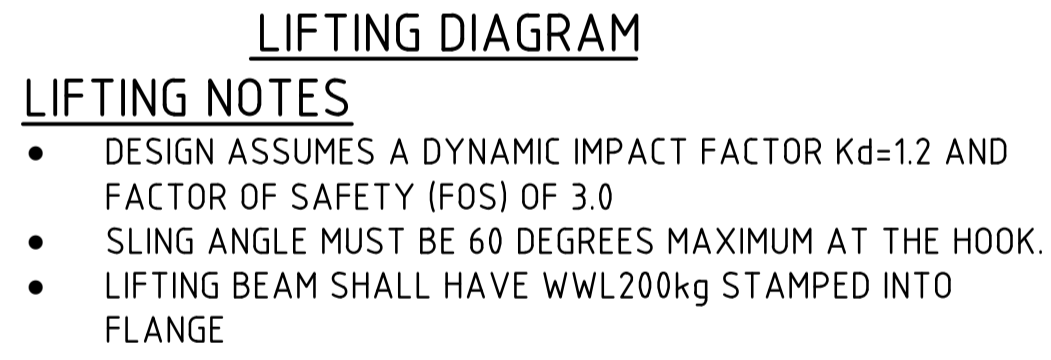 LIFTING DIAGRAM
LIFTING NOTES
• DESIGN ASSUMES A DYNAMIC IMPACT FACTOR Kd=1.2 AND
FACTOR OF SAFETY (FOS) OF 3.0
• SLING ANGLE MUST BE 60 DEGREES MAXIMUM AT THE HOOK.
• LIFTING BEAM SHALL HAVE WWL200kg STAMPED INTO
FLANGE